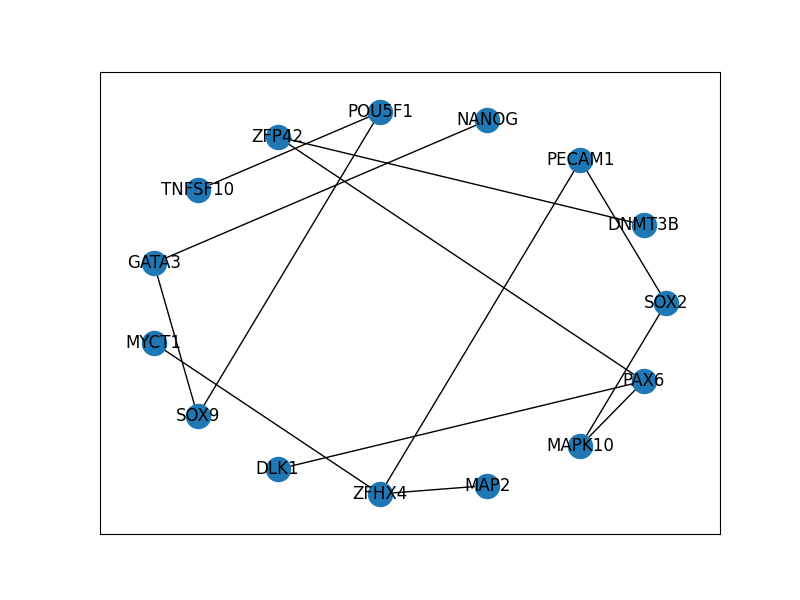 POU5F1
NANOG
ZFP42
PECAM1
TNFSF10
DNMT3B
GATA3
SOX2
MYCT1
PAX6
SOX9
MAPK10
DLK1
MAP2
ZFHX4